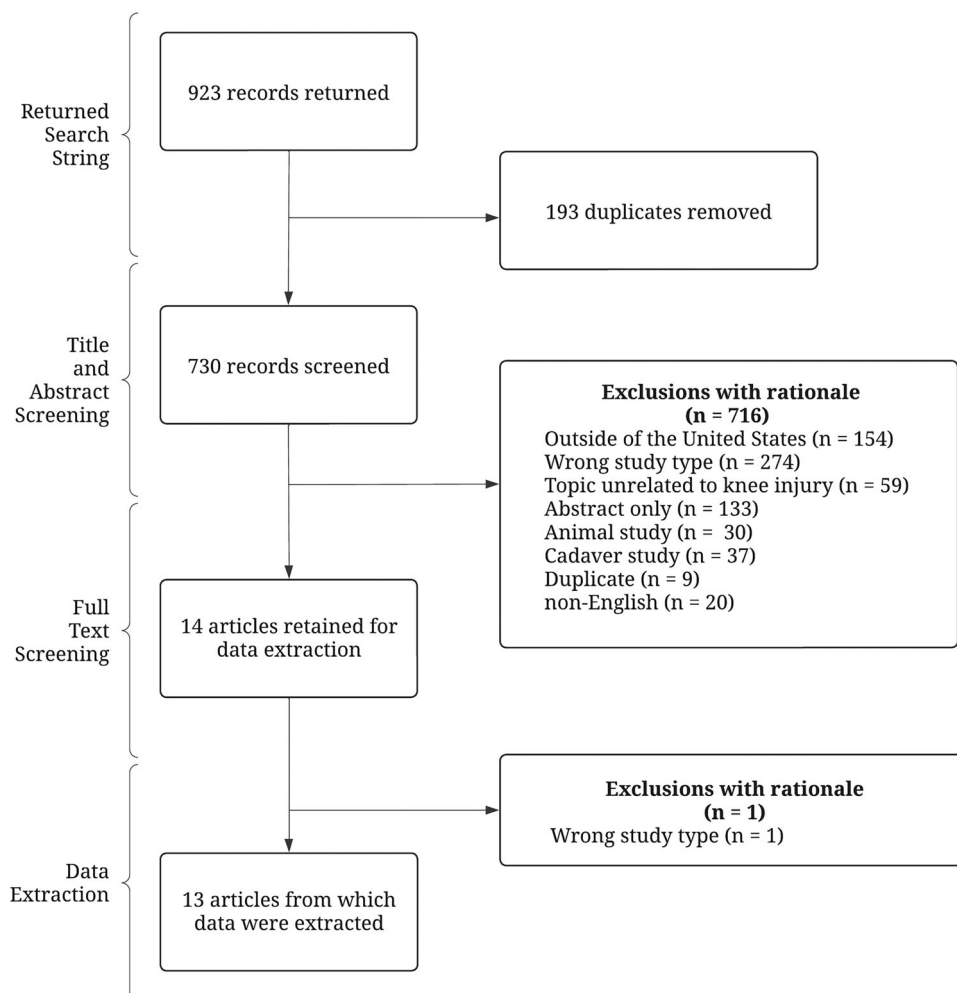 Returned
Search
String
923 records returned
193 duplicates removed
Title
and
Abstract
Screening
730 records screened
Exclusions with rationale
(n = 716)
Outside of the United States (n = 154)
Wrong study type (n = 274)
Topic unrelated to knee injury (n = 59)
Abstract only (n = 133)
Animal study (n =  30)
Cadaver study (n = 37)
Duplicate (n = 9)
non-English (n = 20)
Full
Text
Screening
14 articles retained for
data extraction
Exclusions with rationale
(n = 1)
Wrong study type (n = 1)
Data
Extraction
13 articles from which
data were extracted